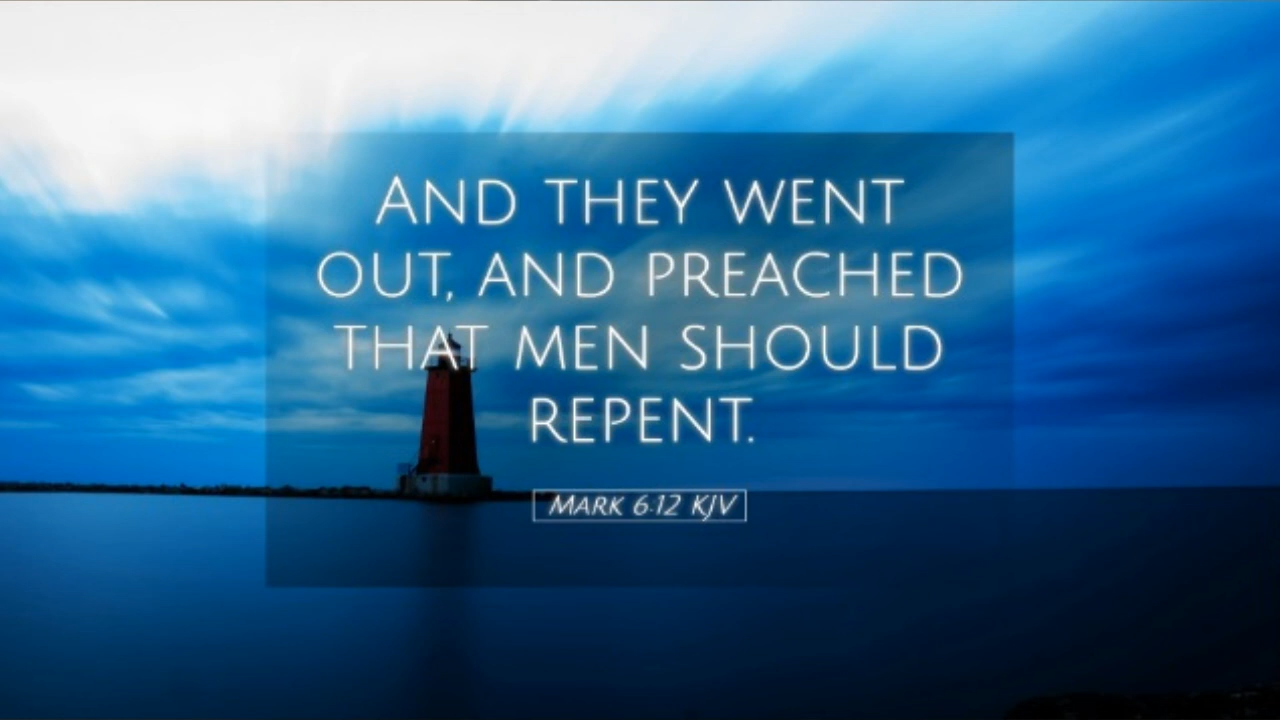 AND THEY WENT
OUT, AND PREACHED
THAT MEN SHOULD
REPENT.
MARK 6:12 KJV